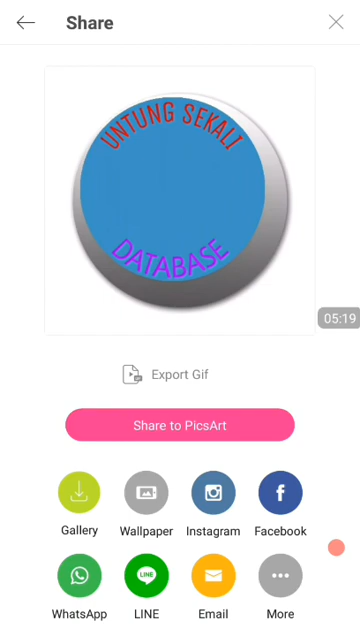 Share
UNTUNG SEKALI
DATABASE
05:19
Export Gif
Share to PicsArt
Gallery Wallpaper Instagram Facebook
LINE
WhatsApp LINE Email More